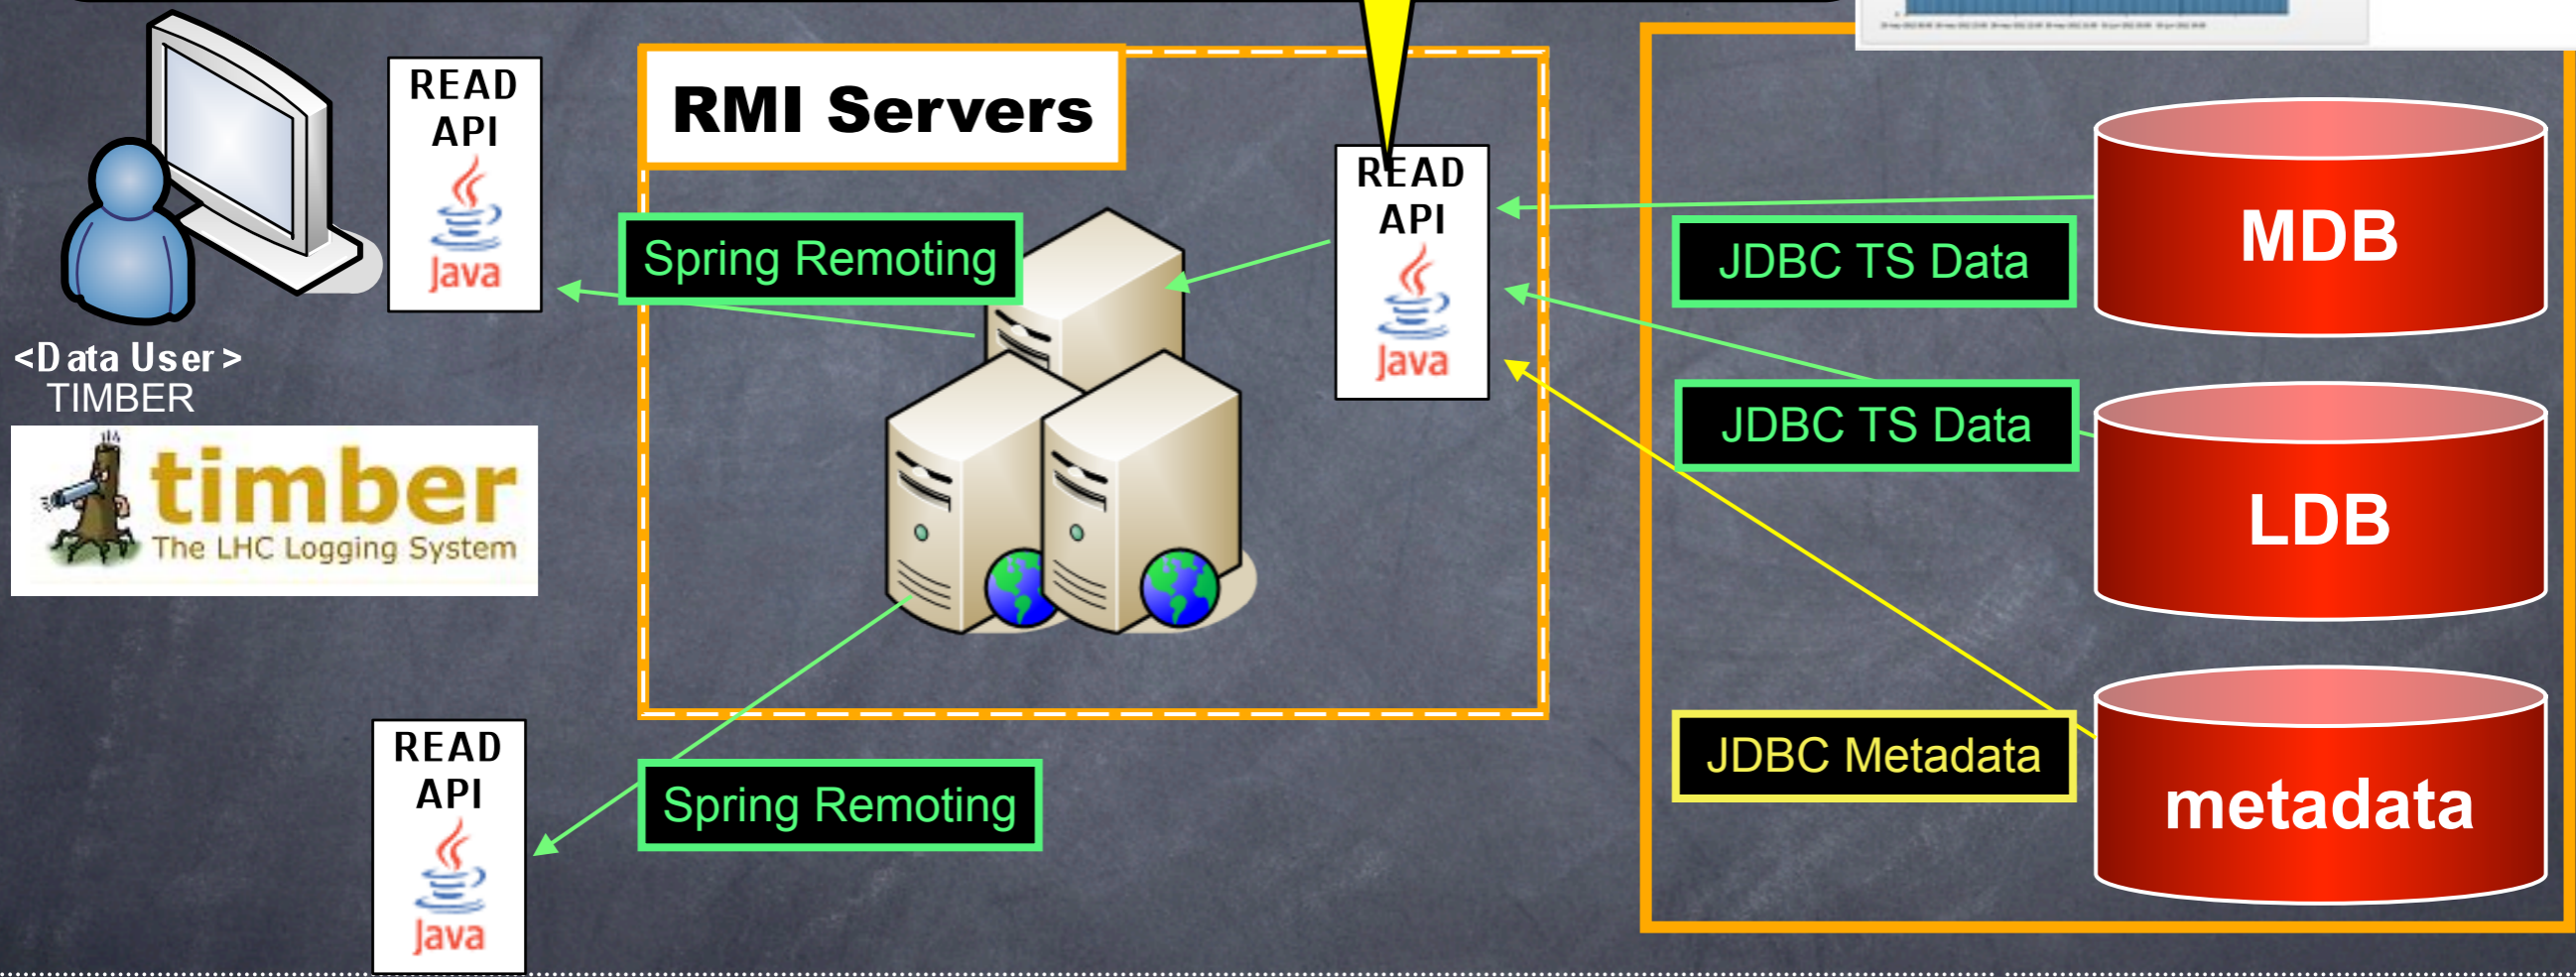 READ
API
Java
RMI Servers
READ
API
Java
Spring Remoting
JDBC TS Data
MDB
<Data User>
TIMBER
timber
The LHC Logging System
JDBC TS Data
LDB
READ
API
Java
Spring Remoting
JDBC Metadata
metadata